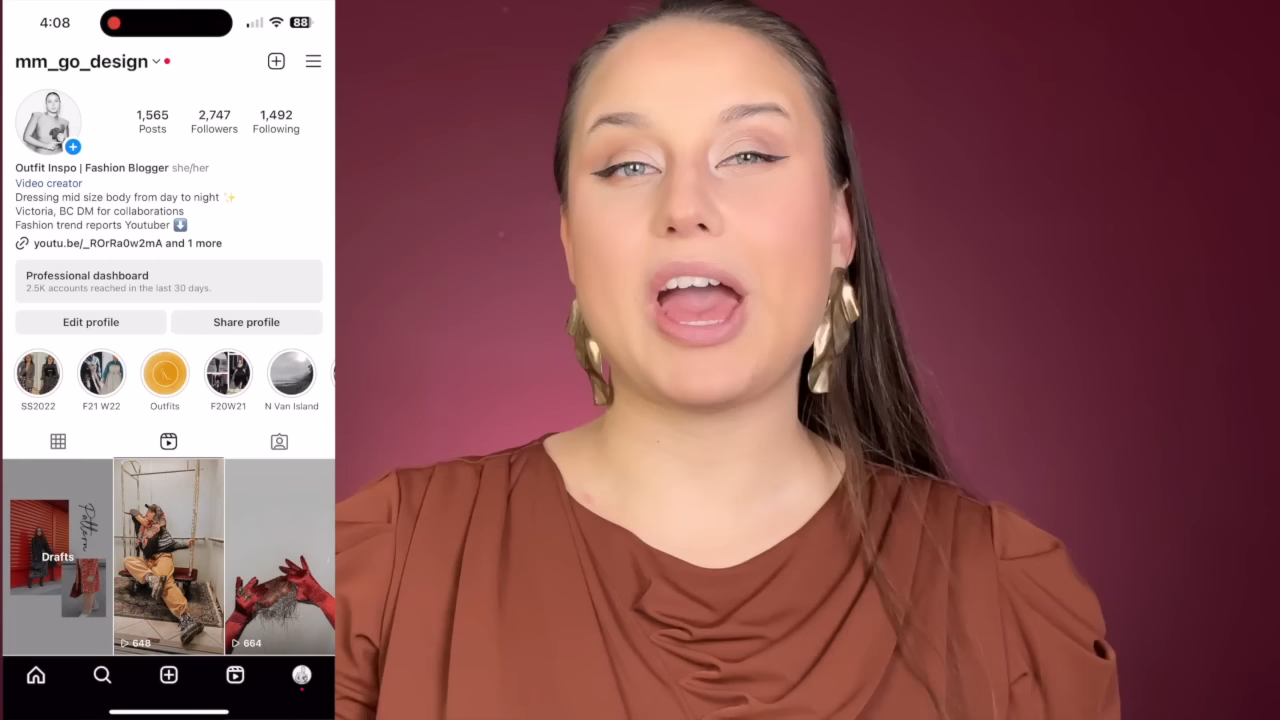 4:08
88
mm_go_design
1,565
2,747
1,492
Posts
Followers
Following
Outfit Inspo | Fashion Blogger she/her
Video creator
Dressing mid size body from day to night ✨
Victoria, BC DM for collaborations
Fashion trend reports Youtuber ⬇️
youtu.be/_ROrRa0w2mA and 1 more
Professional dashboard
2.5K accounts reached in the last 30 days.
Edit profile
Share profile
SS2022
F21 W22
Outfits
F20W21
N Van Island
Pattern
Drafts
648
664